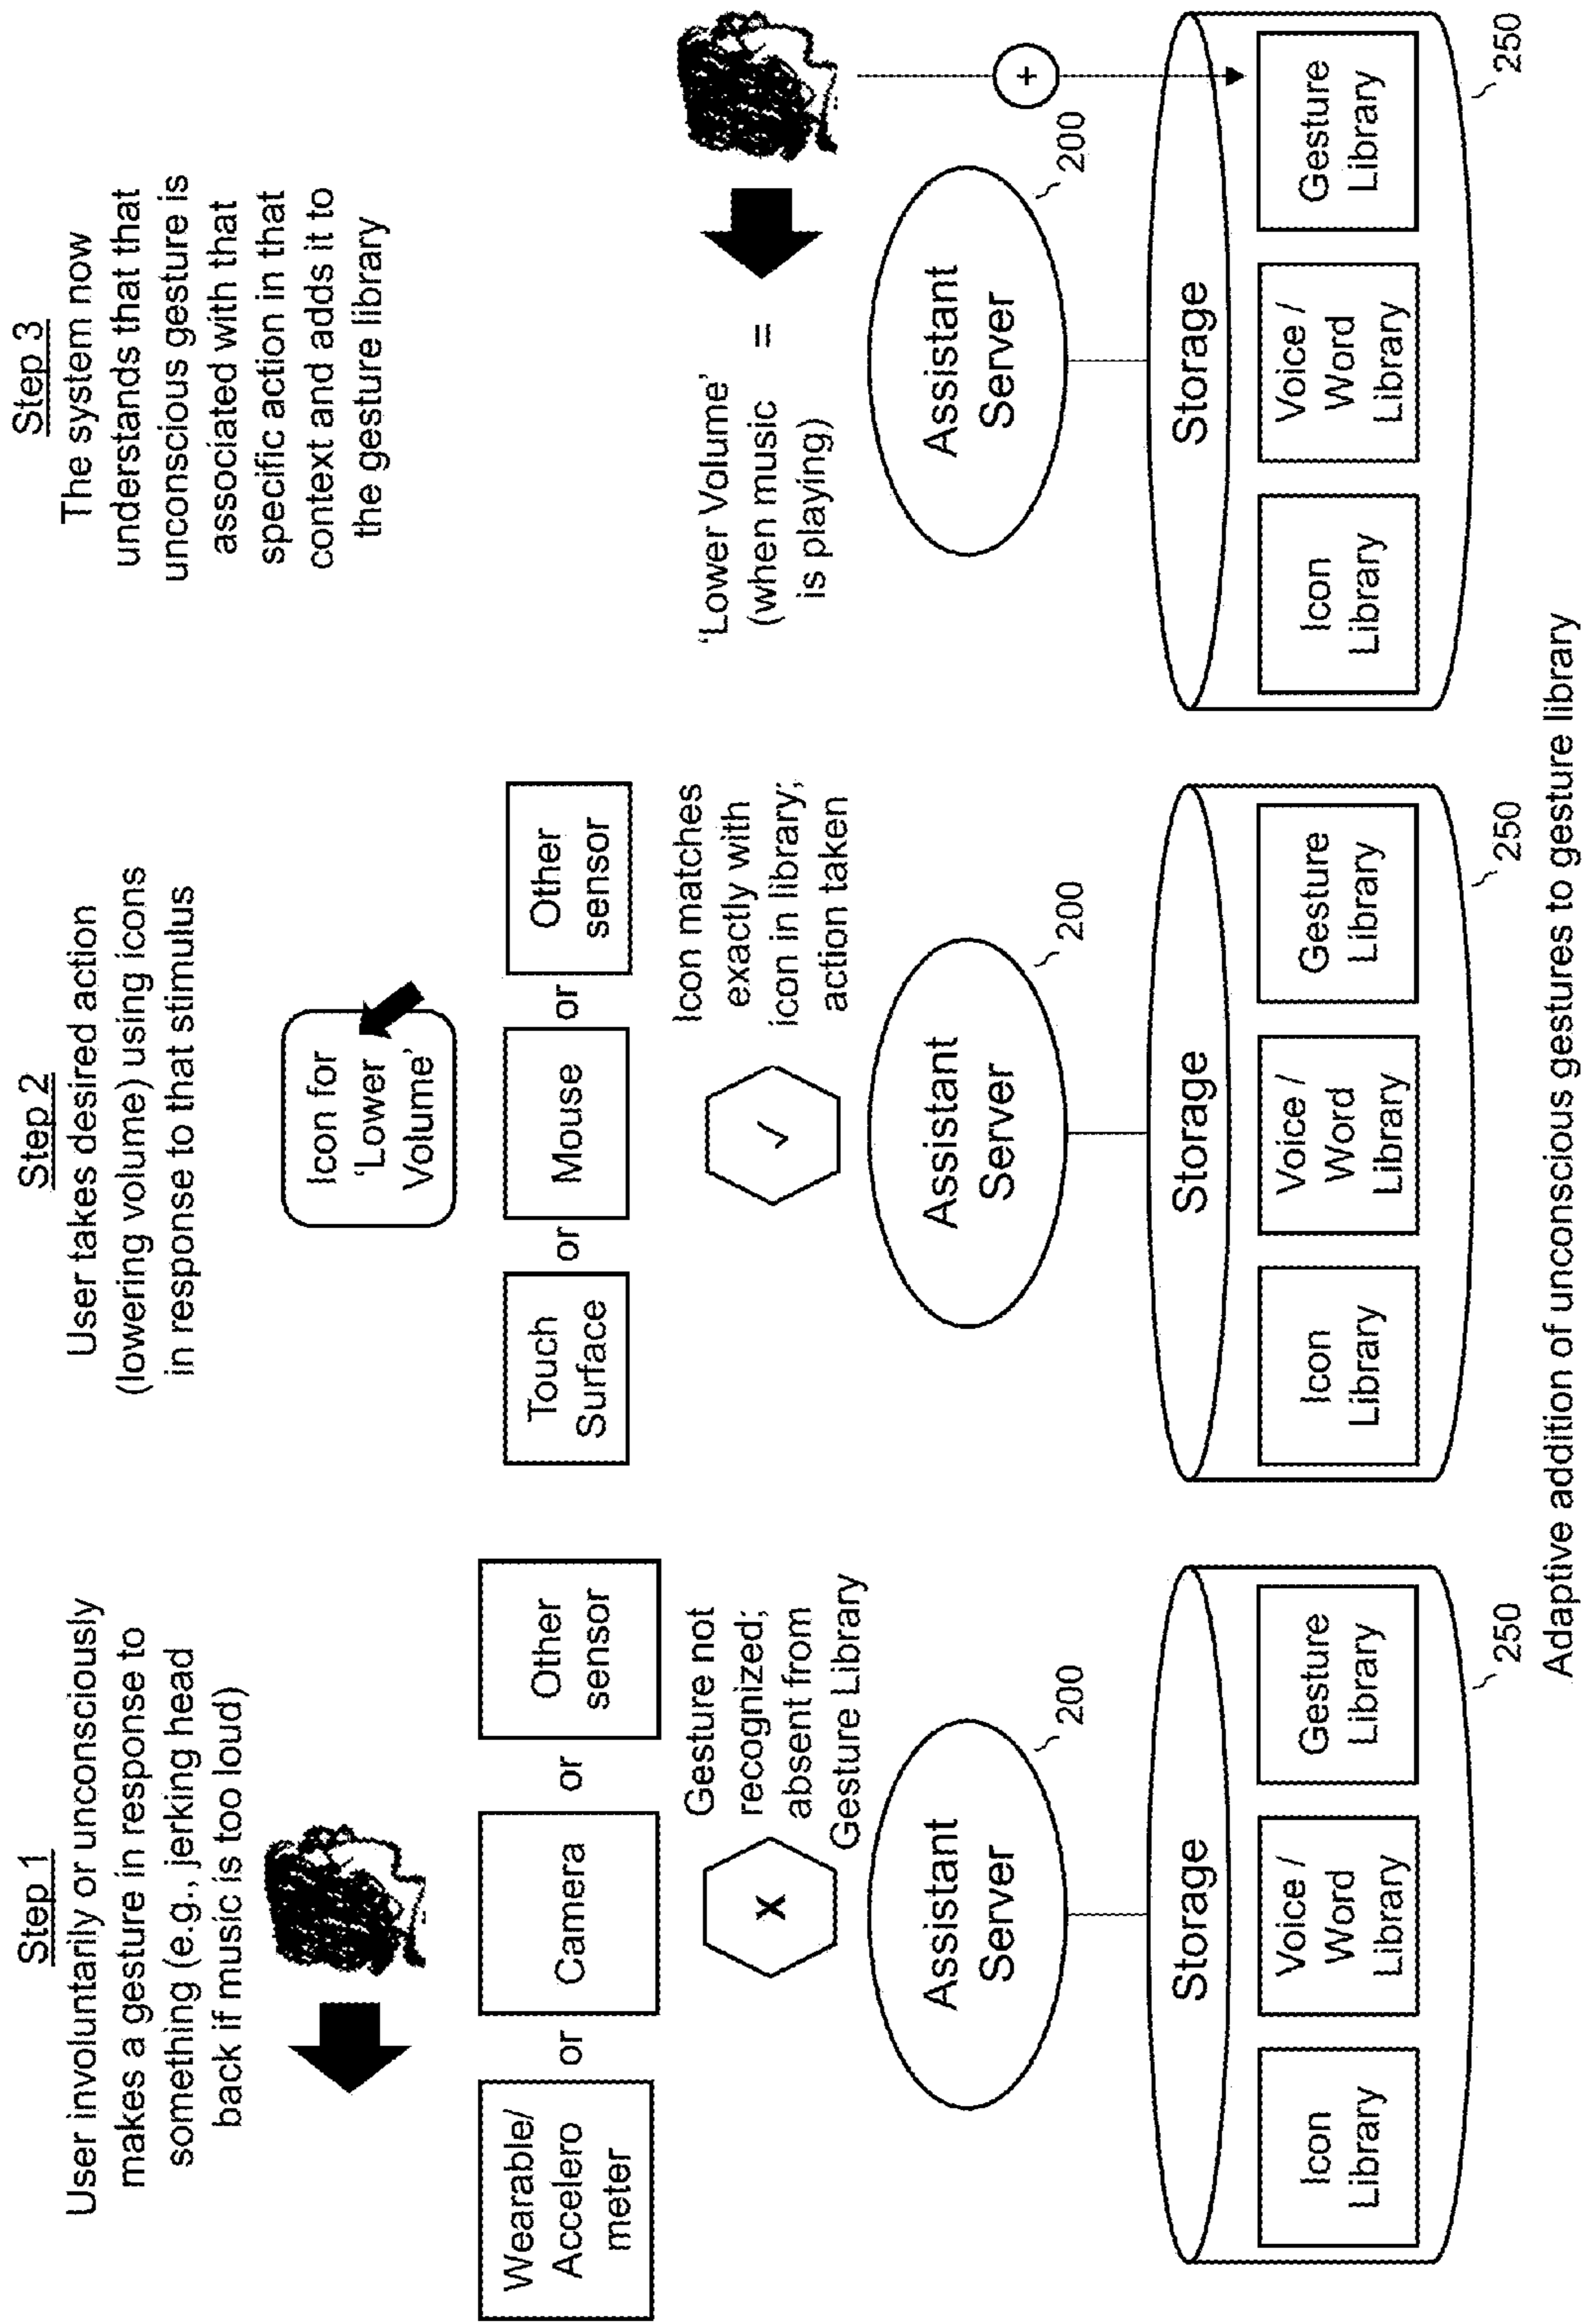 Step 1
User involuntarily or unconsciously
makes a gesture in response to
something (e.g., jerking head
back if music is too loud)
Wearable/
Accelero
meter
or
Camera
or
Other
sensor
X
Gesture not
recognized;
absent from
Gesture Library
Assistant
Server
200
Storage
Icon
Library
Voice /
Word
Library
Gesture
Library
250
Step 2
User takes desired action
(lowering volume) using icons
in response to that stimulus
Icon for
‘Lower
Volume’
Touch
Surface
or
Mouse
or
Other
sensor
✓
Icon matches
exactly with
icon in library;
action taken
Assistant
Server
200
Storage
Icon
Library
Voice /
Word
Library
Gesture
Library
250
Step 3
The system now
understands that that
unconscious gesture is
associated with that
specific action in that
context and adds it to
the gesture library
‘Lower Volume’
(when music =
is playing)
+
Assistant
Server
200
Storage
Icon
Library
Voice /
Word
Library
Gesture
Library
250
Adaptive addition of unconscious gestures to gesture library